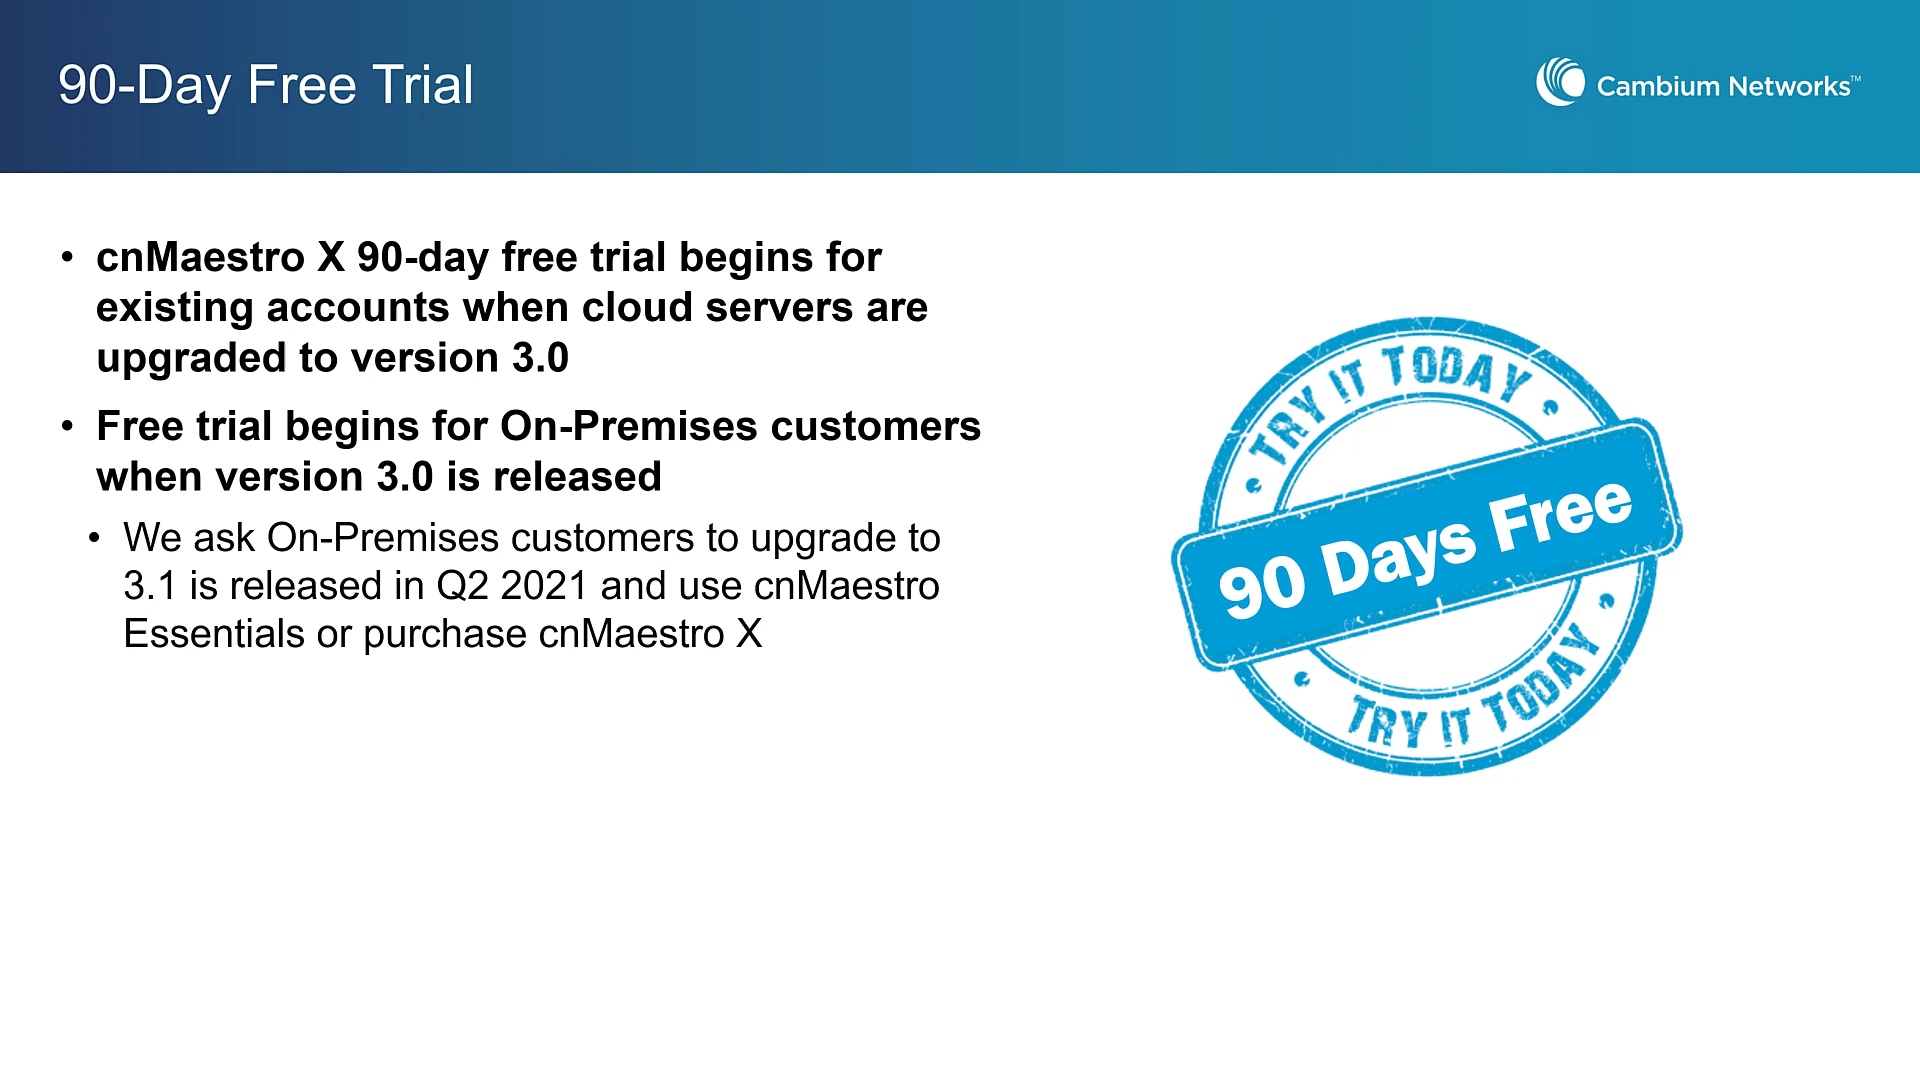 90-Day Free Trial
Cambium Networks™
• cnMaestro X 90-day free trial begins for
existing accounts when cloud servers are
upgraded to version 3.0
• Free trial begins for On-Premises customers
when version 3.0 is released
• We ask On-Premises customers to upgrade to
3.1 is released in Q2 2021 and use cnMaestro
Essentials or purchase cnMaestro X
• TRY IT TODAY •
90 Days Free
• TRY IT TODAY •